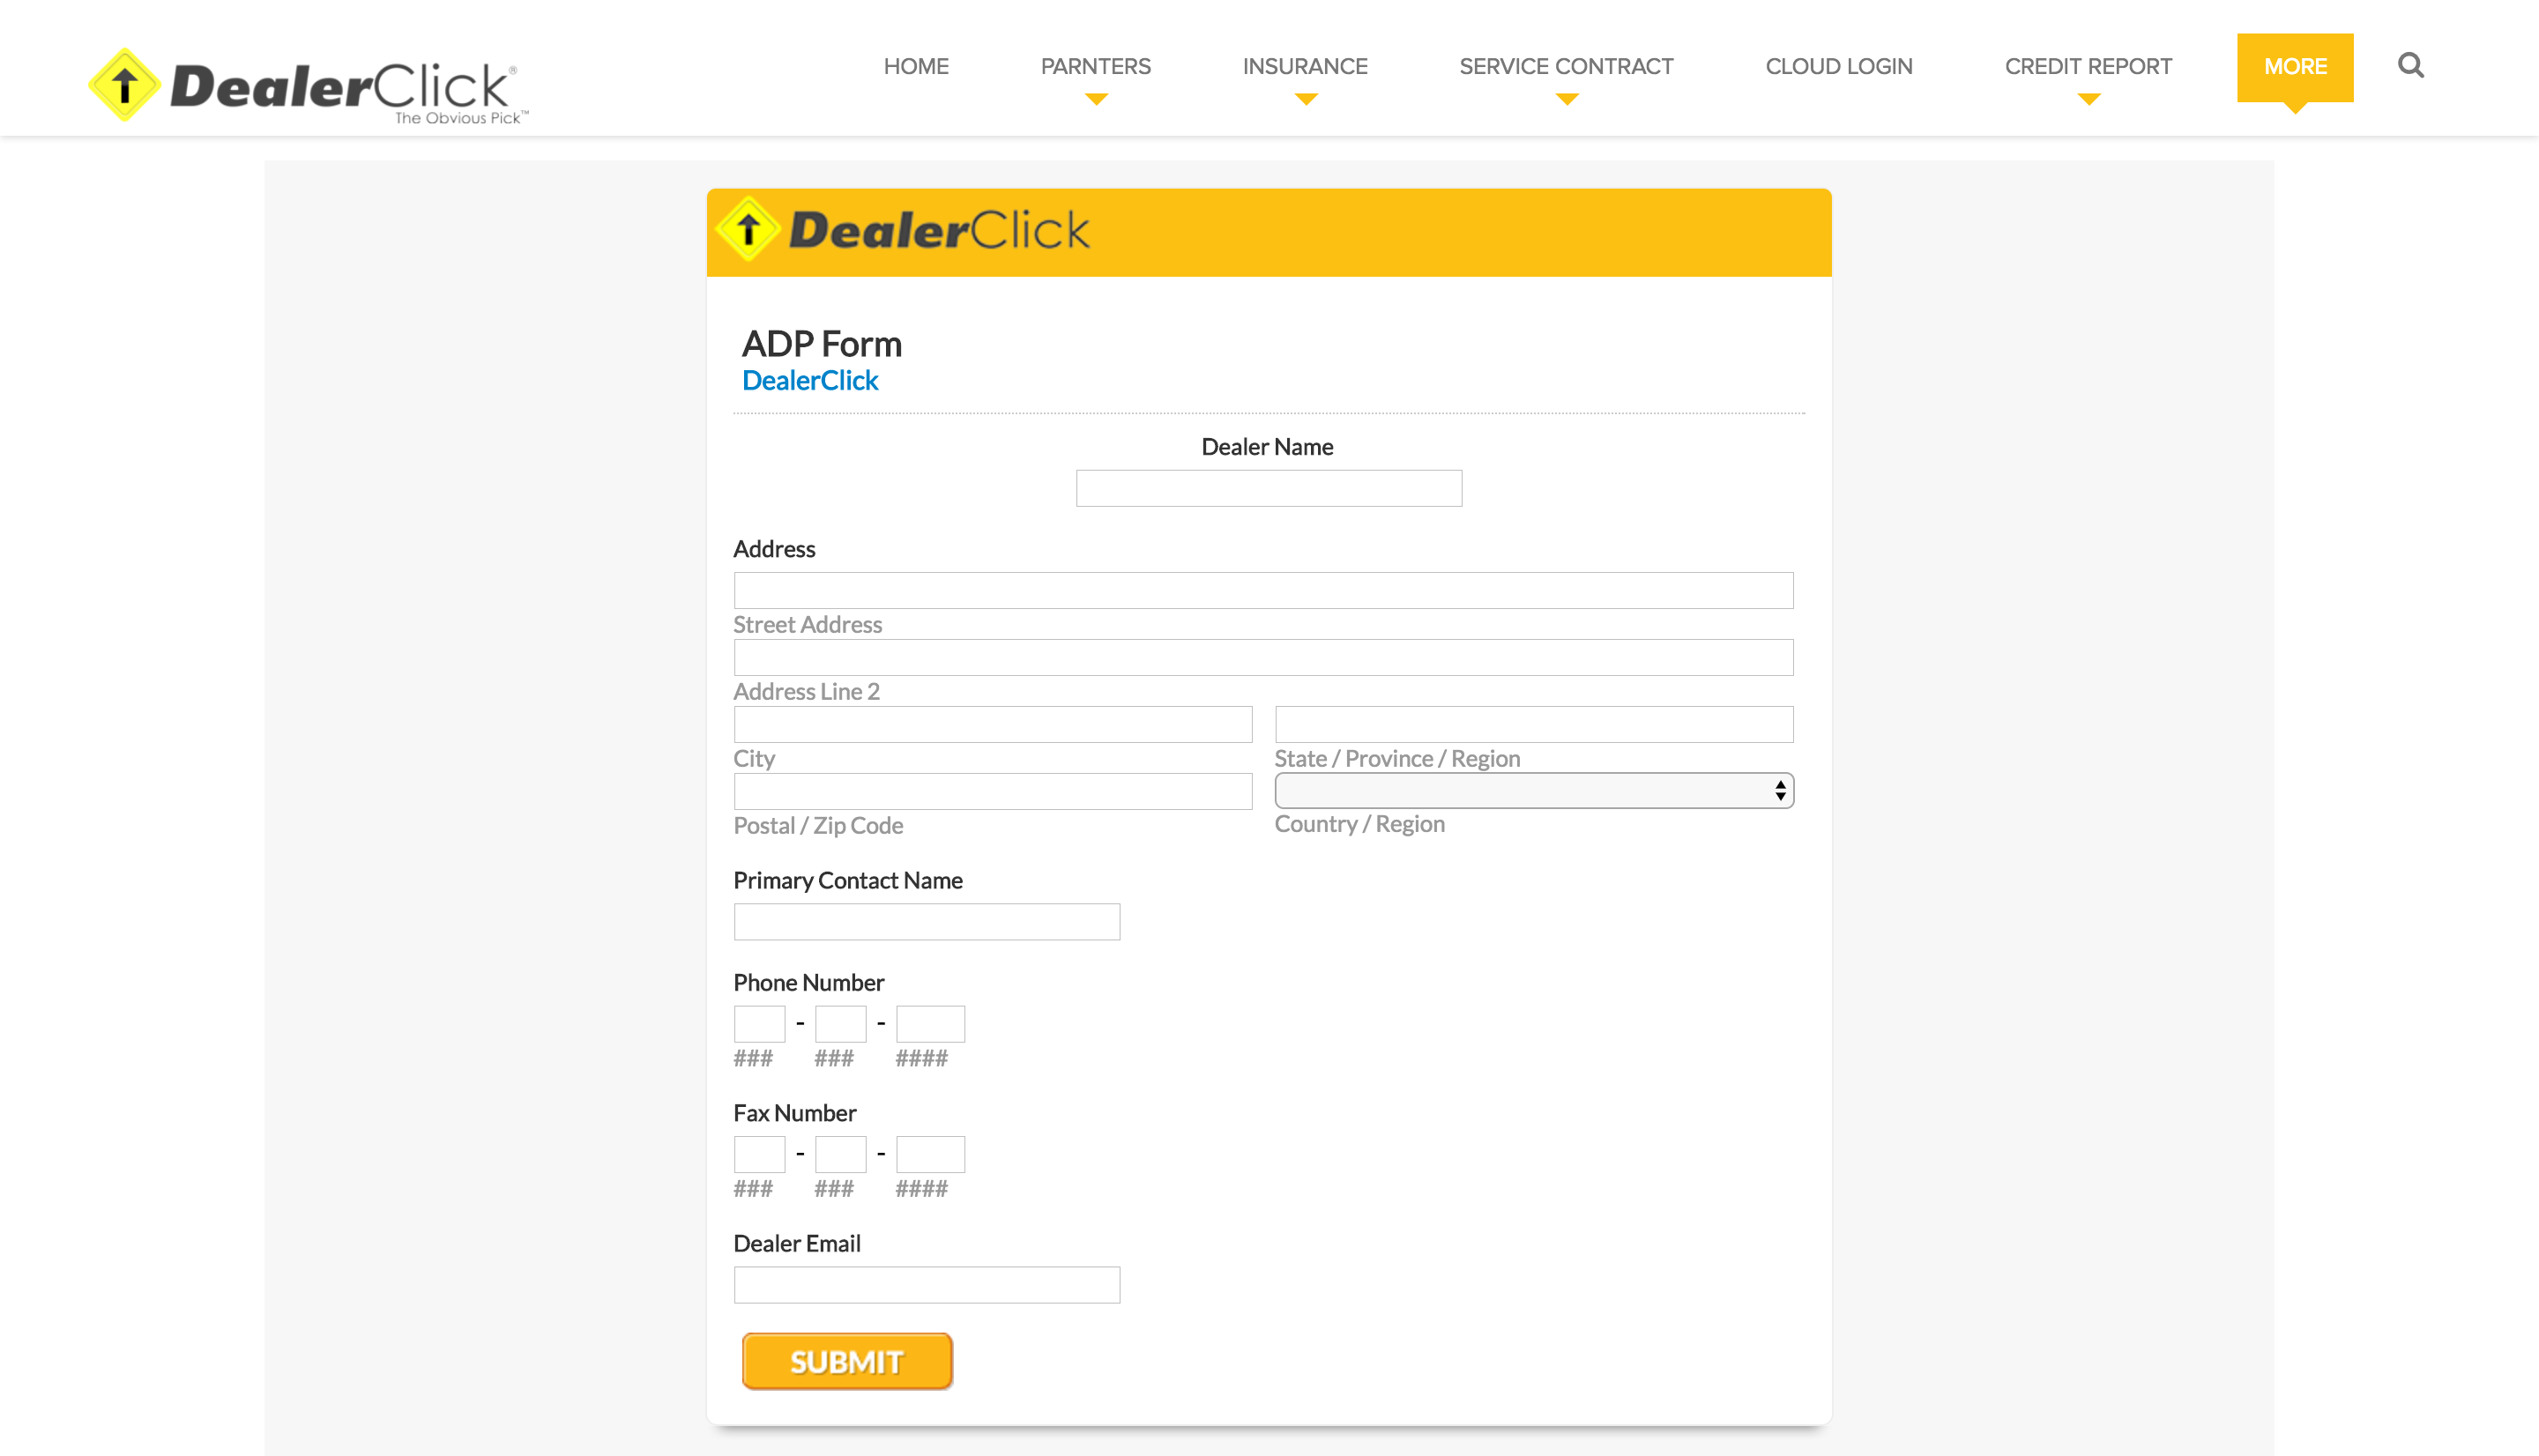 HOME PARNTERS INSURANCE SERVICE CONTRACT CLOUD LOGIN CREDIT REPORT MORE
DealerClick®
The Obvious Pick™
DealerClick
ADP Form
DealerClick
Dealer Name
Address
Street Address
Address Line 2
City State / Province / Region
Postal / Zip Code Country / Region
Primary Contact Name
Phone Number
- -
### ### ####
Fax Number
- -
### ### ####
Dealer Email
SUBMIT